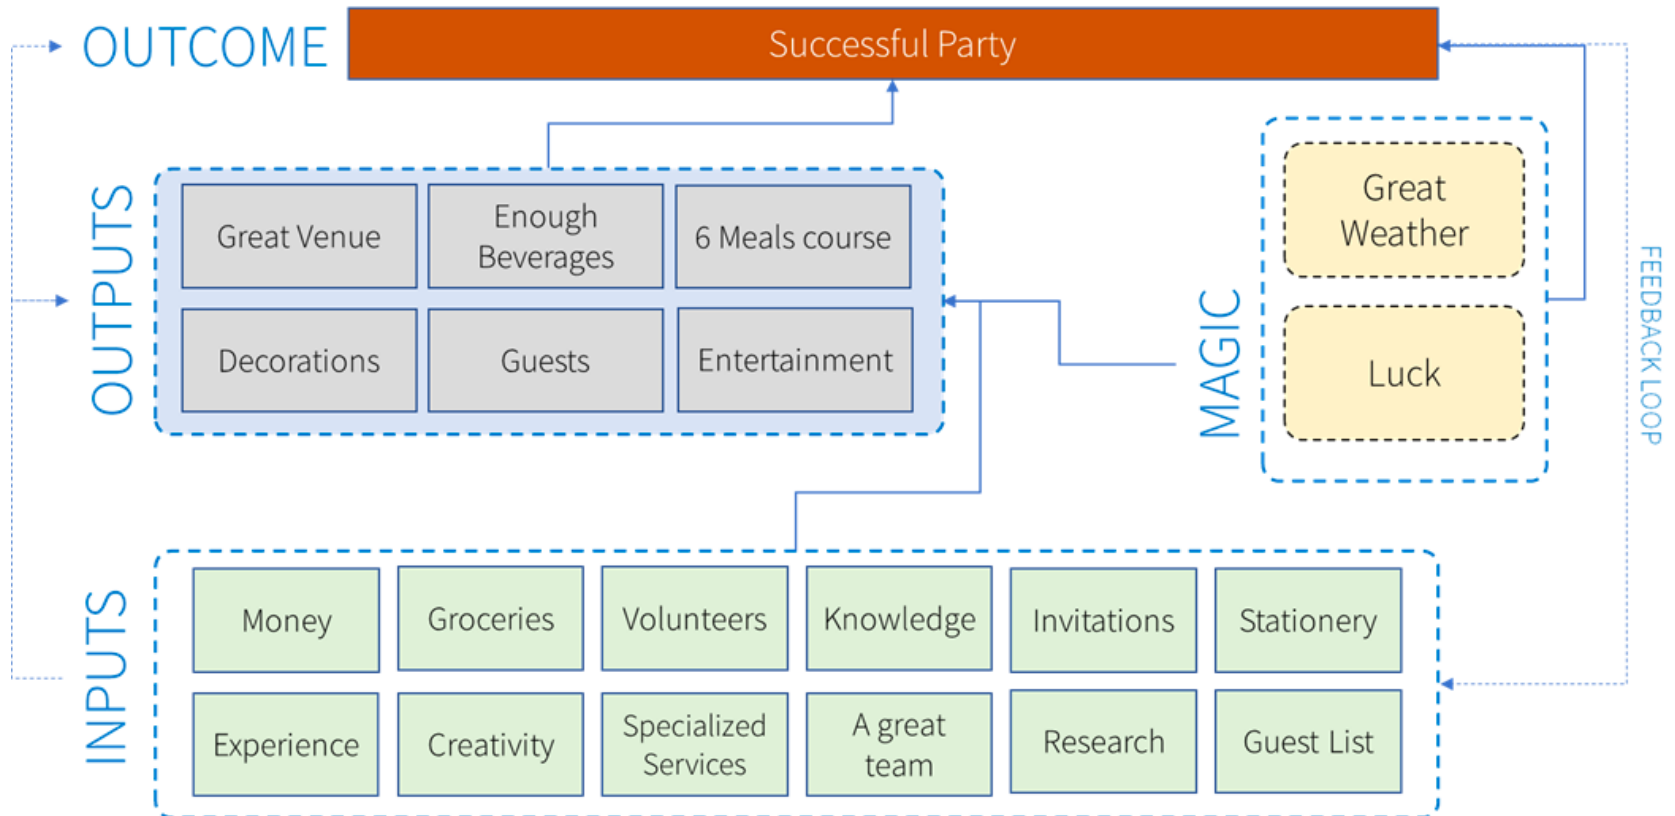 OUTCOME
Successful Party
OUTPUTS
Great Venue
Enough
Beverages
6 Meals course
Decorations
Guests
Entertainment
MAGIC
Great
Weather
Luck
FEEDBACK LOOP
INPUTS
Money
Groceries
Volunteers
Knowledge
Invitations
Stationery
Experience
Creativity
Specialized
Services
A great
team
Research
Guest List